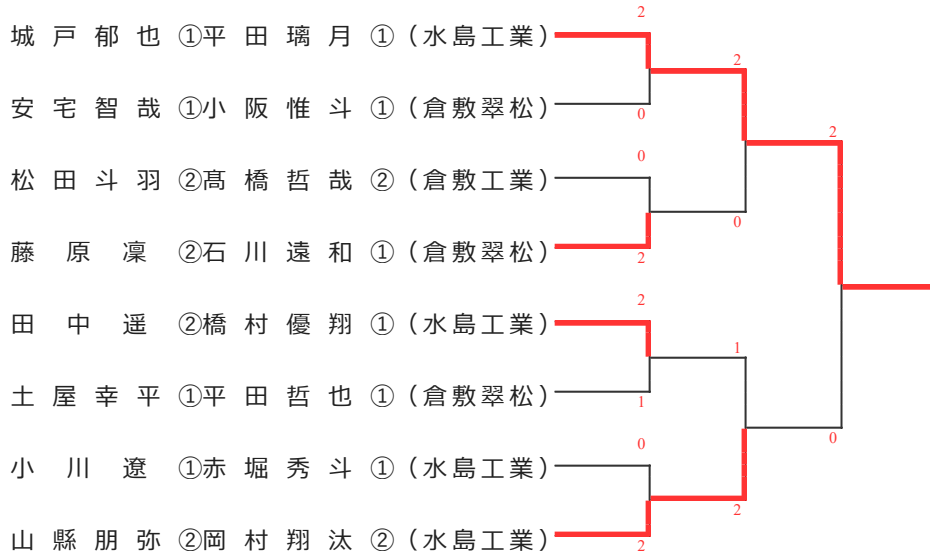 2
城戸郁也 ①平田璃月 ① (水島工業)
2
安宅智哉 ①小阪惟斗 ① (倉敷翠松)
0
2
0
松田斗羽 ②髙橋哲哉 ② (倉敷工業)
0
藤原凜 ②石川遠和 ① (倉敷翠松)
2
2
田中遥 ②橋村優翔 ① (水島工業)
1
土屋幸平 ①平田哲也 ① (倉敷翠松)
1
0
0
小川遼 ①赤堀秀斗 ① (水島工業)
2
山縣朋弥 ②岡村翔汰 ② (水島工業)
2